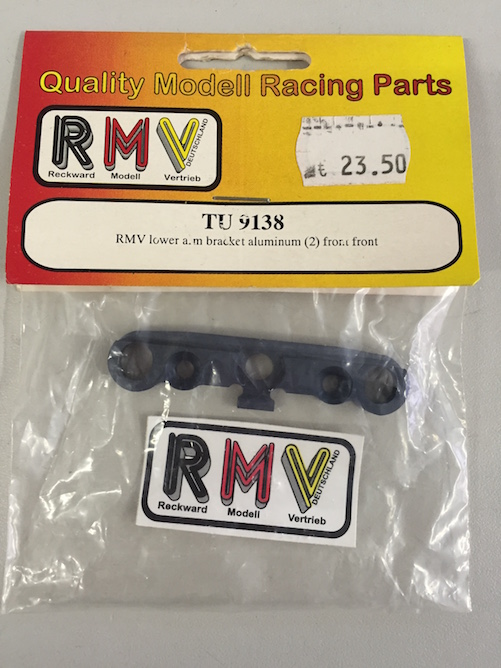 Quality Modell Racing Parts
RMV
DEUTSCHLAND
Reckward Modell Vertrieb
€ 23.50
TU 9138
RMV lower arm bracket aluminum (2) front front
RMV
DEUTSCHLAND
Reckward Modell Vertrieb